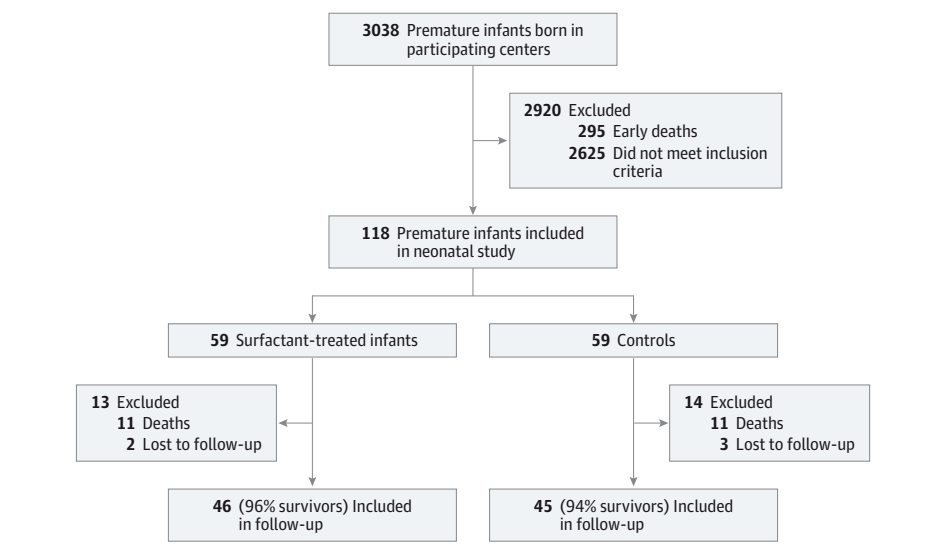 3038 Premature infants born in
participating centers
2920 Excluded
295 Early deaths
2625 Did not meet inclusion
criteria
118 Premature infants included
in neonatal study
59 Surfactant-treated infants
59 Controls
13 Excluded
11 Deaths
2 Lost to follow-up
14 Excluded
11 Deaths
3 Lost to follow-up
46 (96% survivors) Included
in follow-up
45 (94% survivors) Included
in follow-up